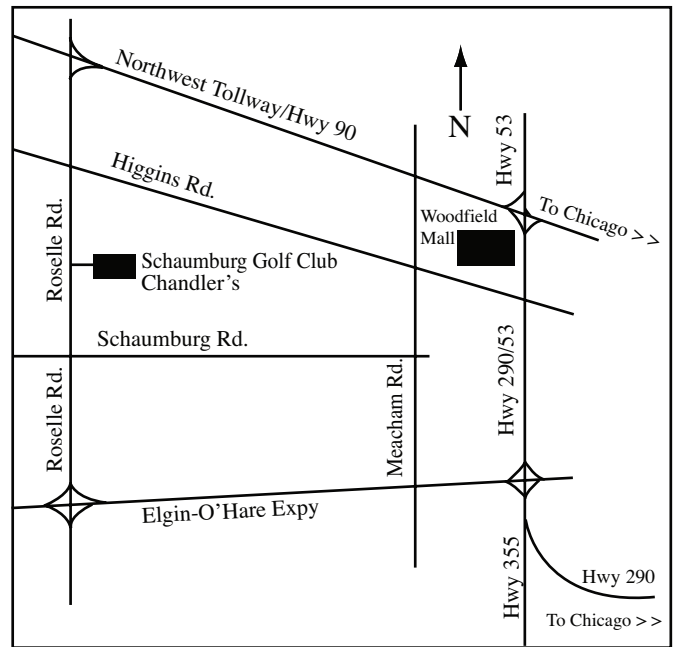 Northwest Tollway/Hwy 90
N
Hwy 53
Higgins Rd.
To Chicago >>
Woodfield
Mall
Roselle Rd.
Schaumburg Golf Club
Chandler's
Schaumburg Rd.
Hwy 290/53
Roselle Rd.
Meacham Rd.
Elgin-O'Hare Expy
Hwy 355
Hwy 290
To Chicago >>